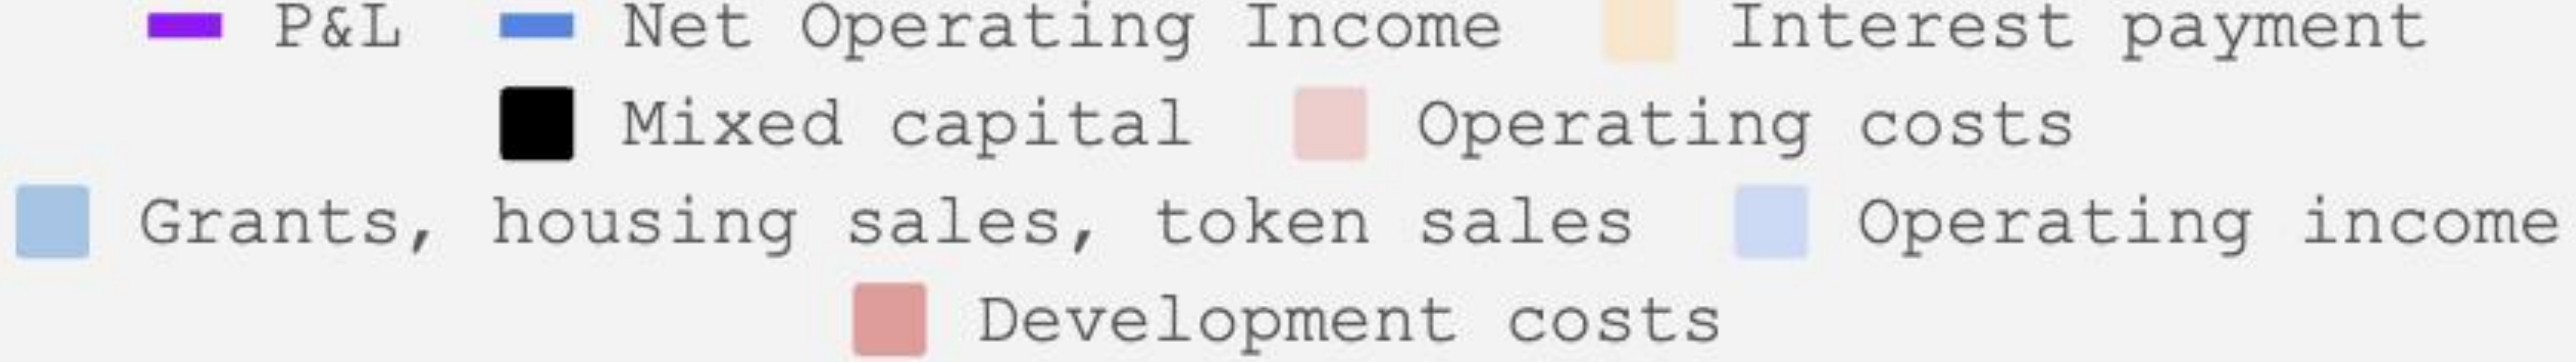 P&L Net Operating Income Interest payment
Mixed capital Operating costs
Grants, housing sales, token sales Operating income
Development costs